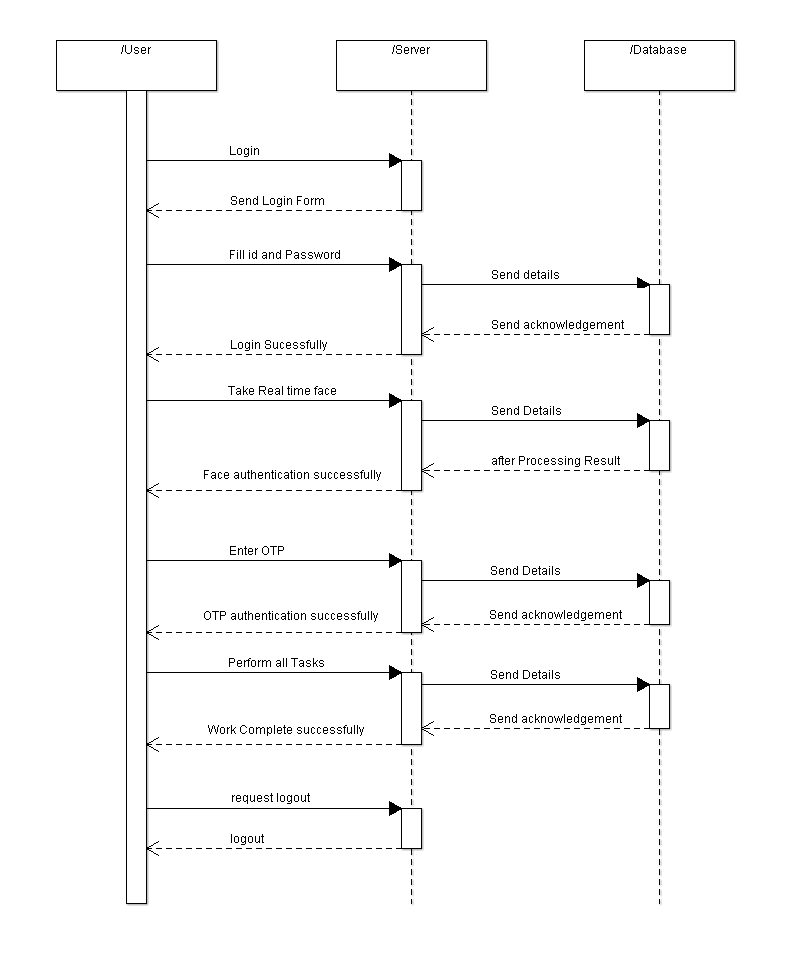 /User
/Server
/Database
Login
Send Login Form
Fill id and Password
Send details
Send acknowledgement
Login Sucessfully
Take Real time face
Send Details
after Processing Result
Face authentication successfully
Enter OTP
Send Details
Send acknowledgement
OTP authentication successfully
Perform all Tasks
Send Details
Send acknowledgement
Work Complete successfully
request logout
logout